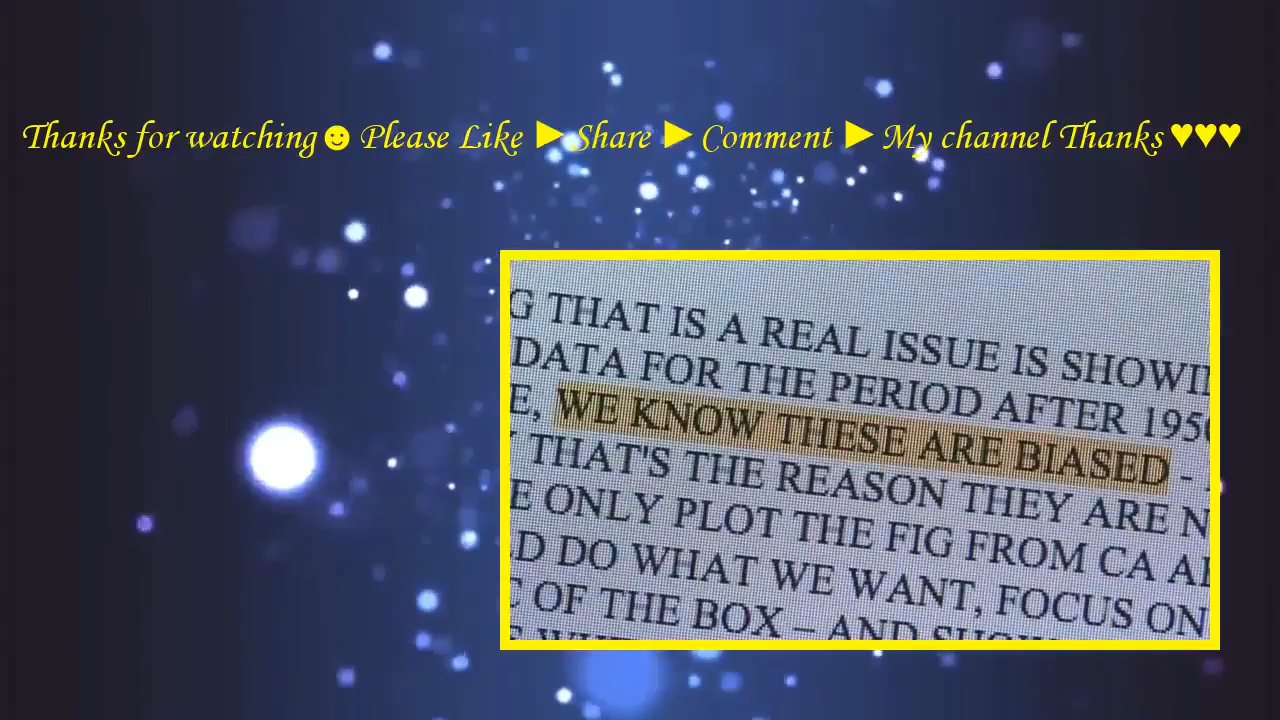 Thanks for watching☻Please Like ► Share ► Comment ► My channel Thanks ♥♥♥
G THAT IS A REAL ISSUE IS SHOWI
DATA FOR THE PERIOD AFTER 195
E, WE KNOW THESE ARE BIASED -
THAT'S THE REASON THEY ARE N
E ONLY PLOT THE FIG FROM CA A
D DO WHAT WE WANT, FOCUS ON
OF THE BOX – AND